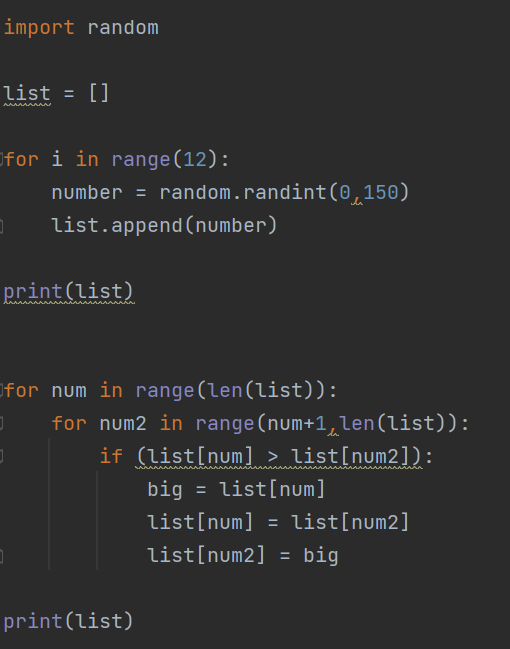 import random
list = []
for i in range(12):
    number = random.randint(0,150)
    list.append(number)
print(list)
for num in range(len(list)):
    for num2 in range(num+1,len(list)):
        if (list[num] > list[num2]):
            big = list[num]
            list[num] = list[num2]
            list[num2] = big
print(list)